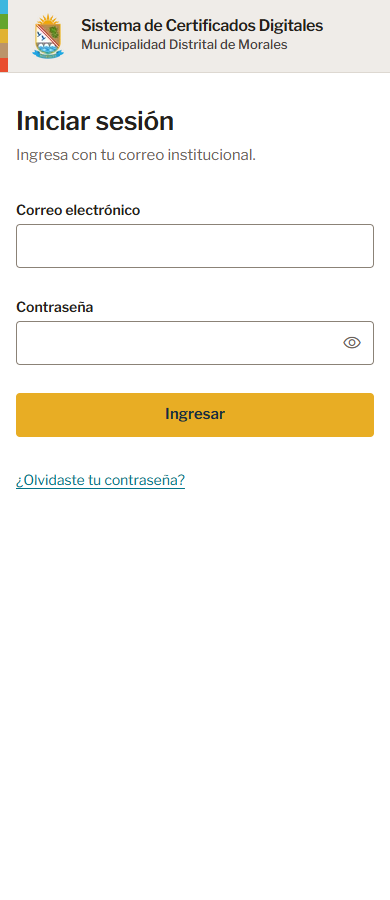 Sistema de Certificados Digitales
Municipalidad Distrital de Morales
Iniciar sesión
Ingresa con tu correo institucional.
Correo electrónico
Contraseña
Ingresar
¿Olvidaste tu contraseña?